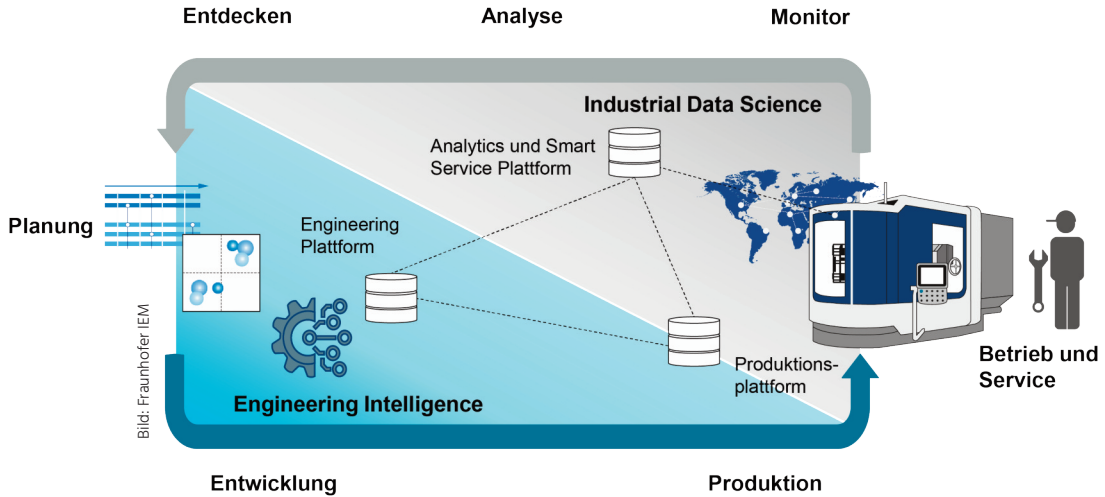 Entdecken
Analyse
Monitor
Industrial Data Science
Analytics und Smart
Service Plattform
Planung
Engineering
Plattform
Bild: Fraunhofer IEM
Produktions-
plattform
Betrieb und
Service
Engineering Intelligence
Entwicklung
Produktion